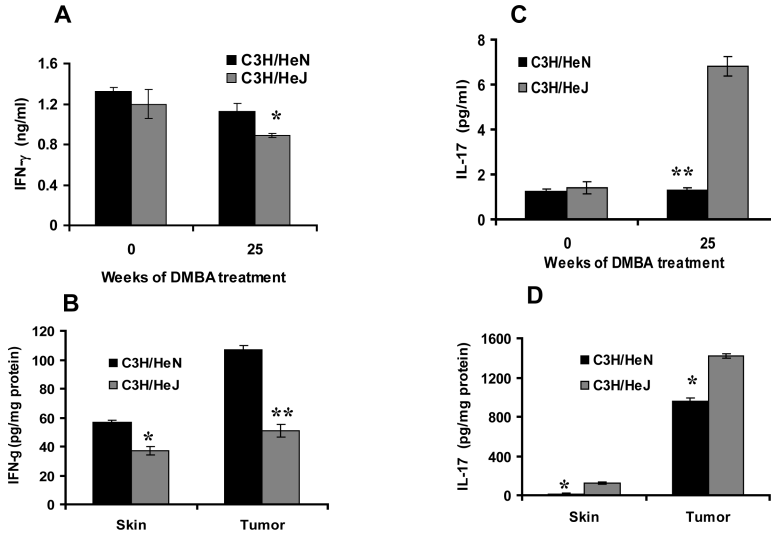 A
C3H/HeN
C3H/HeJ
1.6
1.2
0.8
0.4
0
IFN-γ (ng/ml)
*
0 25
Weeks of DMBA treatment
C
C3H/HeN
C3H/HeJ
8
6
4
2
0
IL-17 (pg/ml)
**
0 25
Weeks of DMBA treatment
B
C3H/HeN
C3H/HeJ
120
100
80
60
40
20
0
IFN-g (pg/mg protein)
*
**
Skin Tumor
D
C3H/HeN
C3H/HeJ
1600
1200
800
400
0
IL-17 (pg/mg protein)
*
*
Skin Tumor